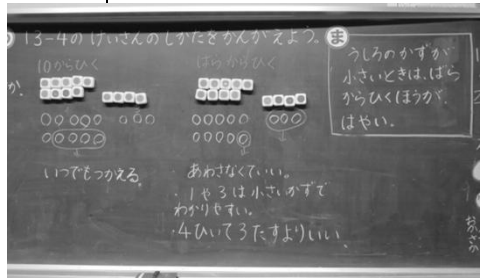 13-4のけいさんのしかたをかんがえよう。
10からひく
ばらからひく
か。
いつでもつかえる。
あわさなくていい。
・1や3は小さいかずで
わかりやすい。
・4ひいて3たすよりいい、
ま
うしろのかずが
小さいときは、ばら
からひくほうが、
はやい。